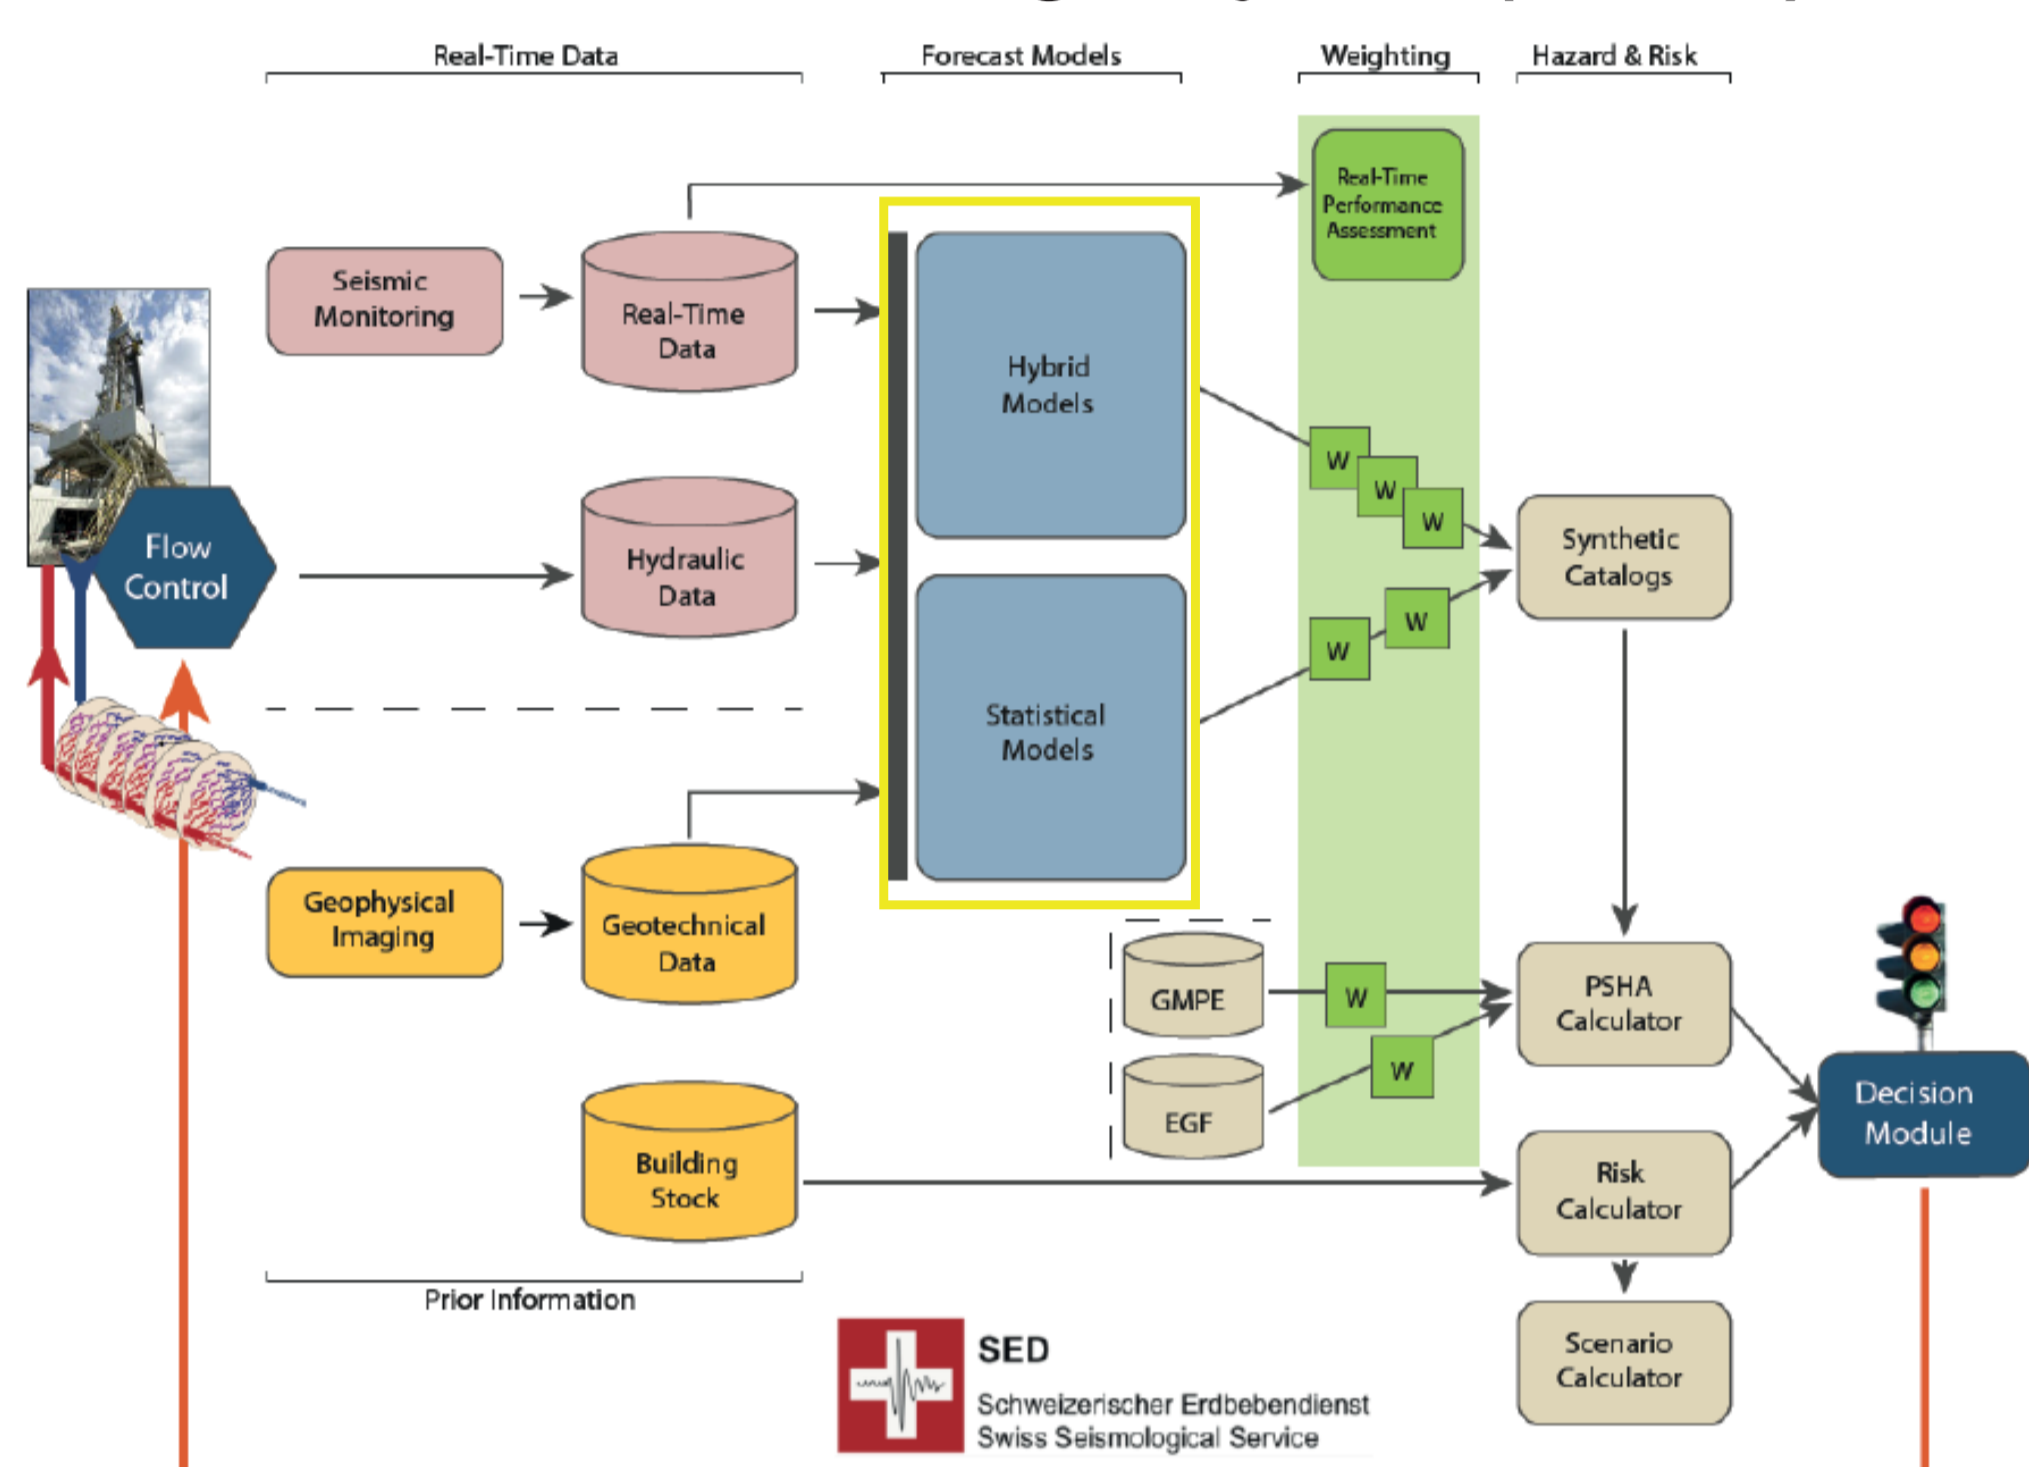 Real-Time Data
Forecast Models
Weighting
Hazard & Risk
Real-Time
Performance
Assessment
Seismic
Monitoring
Real-Time
Data
Hybrid
Models
W
W
W
Flow
Control
Hydraulic
Data
Synthetic
Catalogs
W
W
Statistical
Models
Geophysical
Imaging
Geotechnical
Data
GMPE
W
PSHA
Calculator
EGF
W
Decision
Module
Building
Stock
Risk
Calculator
Prior Information
Scenario
Calculator
SED
Schweizerischer Erdbebendienst
Swiss Seismological Service